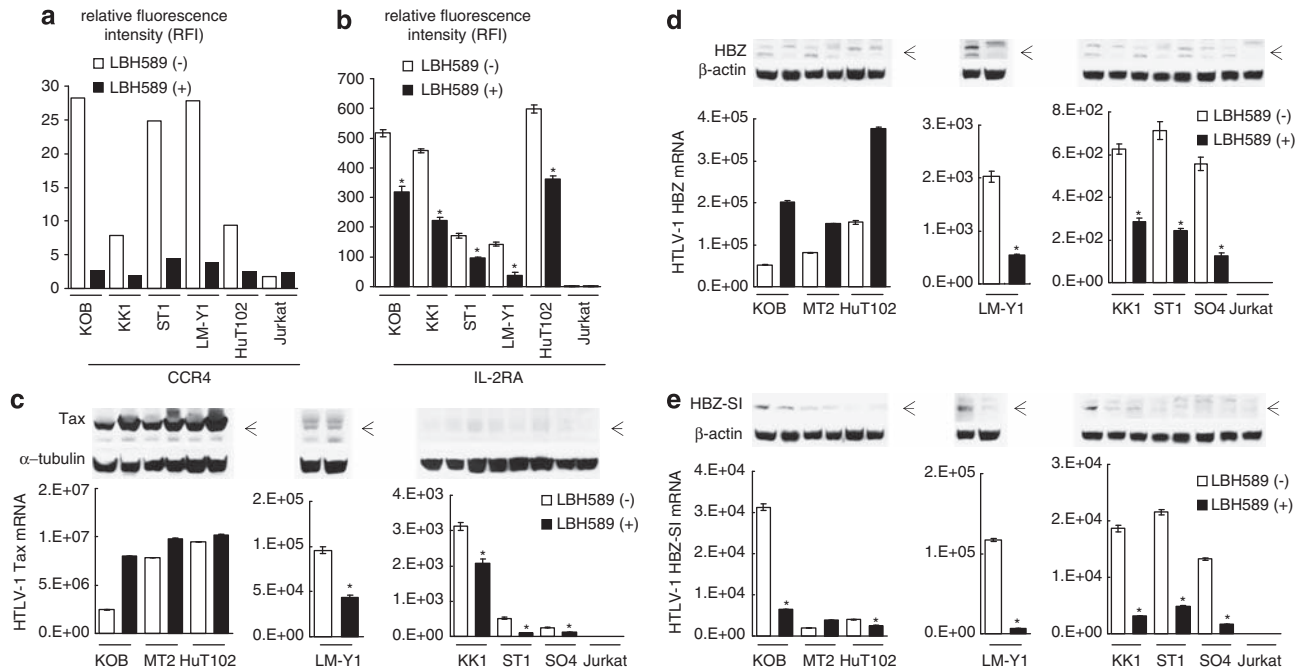 a
relative fluorescence
intensity (RFI)
LBH589 (-)
LBH589 (+)
30
25
20
15
10
5
0
KOB
KK1
ST1
LM-Y1
HuT102
Jurkat
CCR4
b
relative fluorescence
intensity (RFI)
LBH589 (-)
LBH589 (+)
700
600
500
400
300
200
100
0
* * * * *
KOB
KK1
ST1
LM-Y1
HuT102
Jurkat
IL-2RA
c
Tax
α-tubulin
HTLV-1 Tax mRNA
2.E+07
2.E+07
1.E+07
5.E+06
0.E+00
KOB MT2 HuT102
2.E+05
1.E+05
5.E+04
0.E+00
*
LM-Y1
4.E+03
3.E+03
2.E+03
1.E+03
0.E+00
LBH589 (-)
LBH589 (+)
* * *
KK1 ST1 SO4 Jurkat
d
HBZ
β-actin
HTLV-1 HBZ mRNA
4.E+05
3.E+05
2.E+05
1.E+05
0.E+00
KOB MT2 HuT102
3.E+03
2.E+03
1.E+03
0.E+00
*
LM-Y1
8.E+02
6.E+02
4.E+02
2.E+02
0.E+00
LBH589 (-)
LBH589 (+)
* * *
KK1 ST1 SO4 Jurkat
e
HBZ-SI
β-actin
HTLV-1 HBZ-SI mRNA
4.E+04
3.E+04
2.E+04
1.E+04
0.E+00
* *
KOB MT2 HuT102
2.E+05
1.E+05
0.E+00
*
LM-Y1
3.E+04
2.E+04
1.E+04
0.E+00
LBH589 (-)
LBH589 (+)
* * *
KK1 ST1 SO4 Jurkat